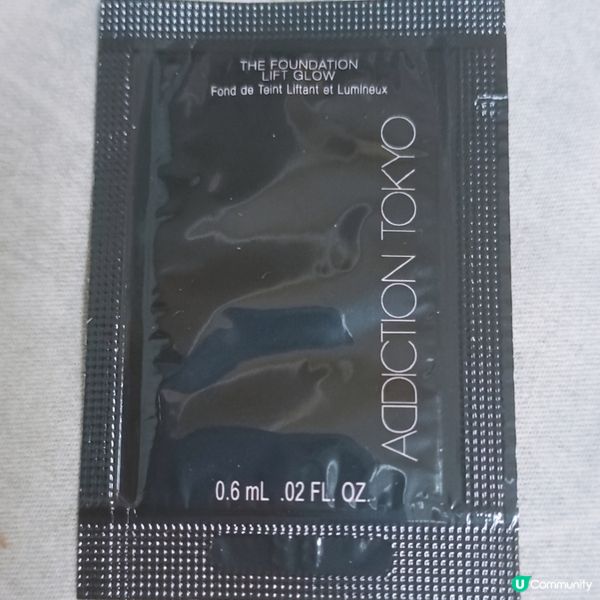 THE FOUNDATION
LIFT GLOW
Fond de Teint Liftant et Lumineux
ADDICTION TOKYO
0.6 mL .02 FL. OZ.
U Community